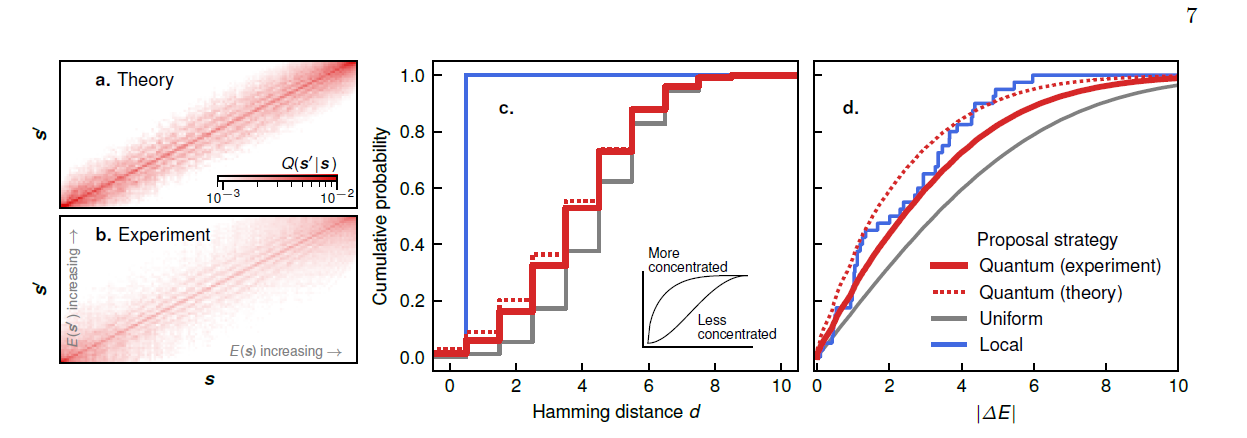 7
a. Theory
s′
Q(s′|s)
10⁻³ 10⁻²
b. Experiment
s′
E(s′) increasing →
E(s) increasing →
s
Cumulative probability
1.0
0.8
0.6
0.4
0.2
0.0
c.
More
concentrated
Less
concentrated
0 2 4 6 8 10
Hamming distance d
d.
Proposal strategy
Quantum (experiment)
Quantum (theory)
Uniform
Local
0 2 4 6 8 10
|ΔE|